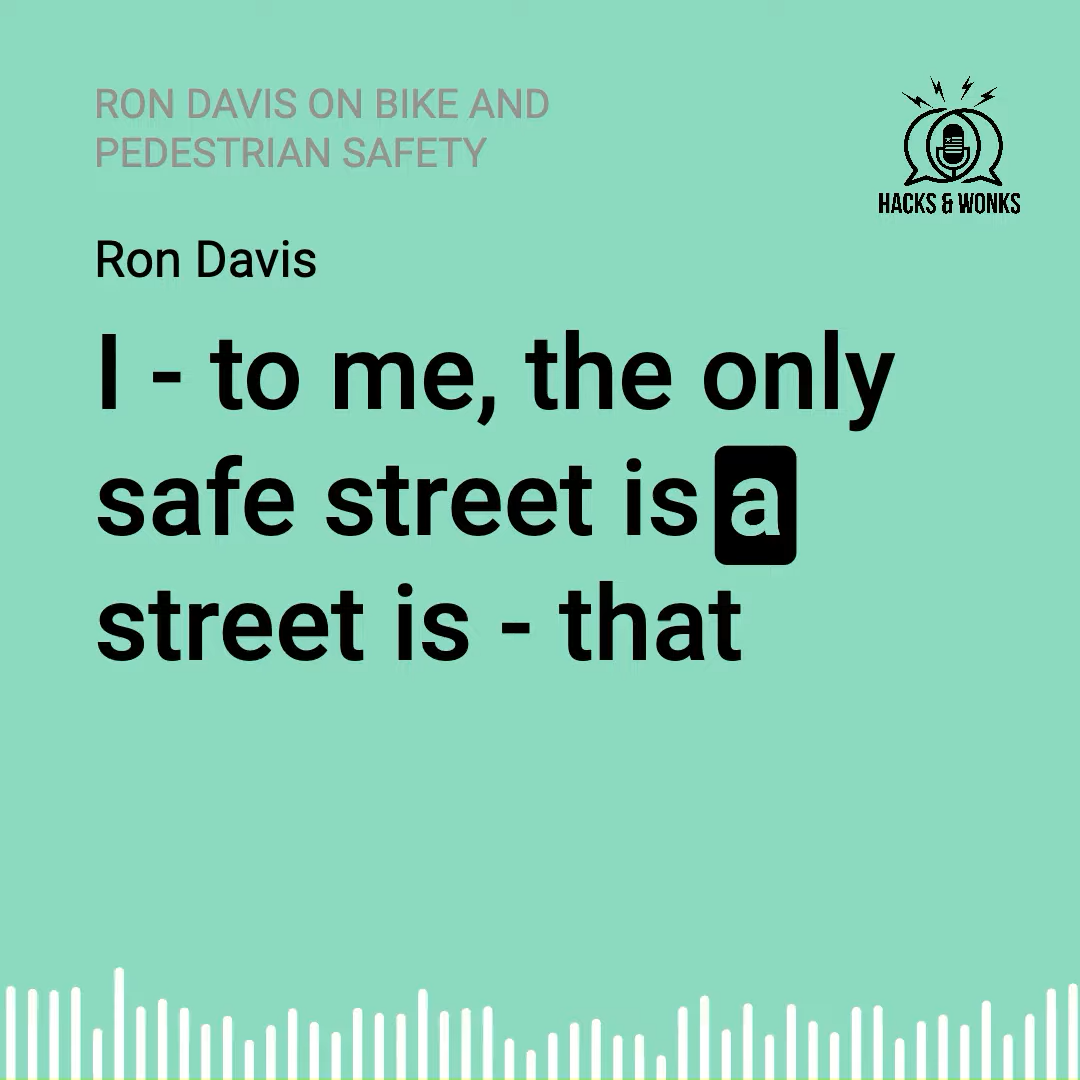 RON DAVIS ON BIKE AND
PEDESTRIAN SAFETY
HACKS & WONKS
Ron Davis
I - to me, the only
safe street is a
street is - that